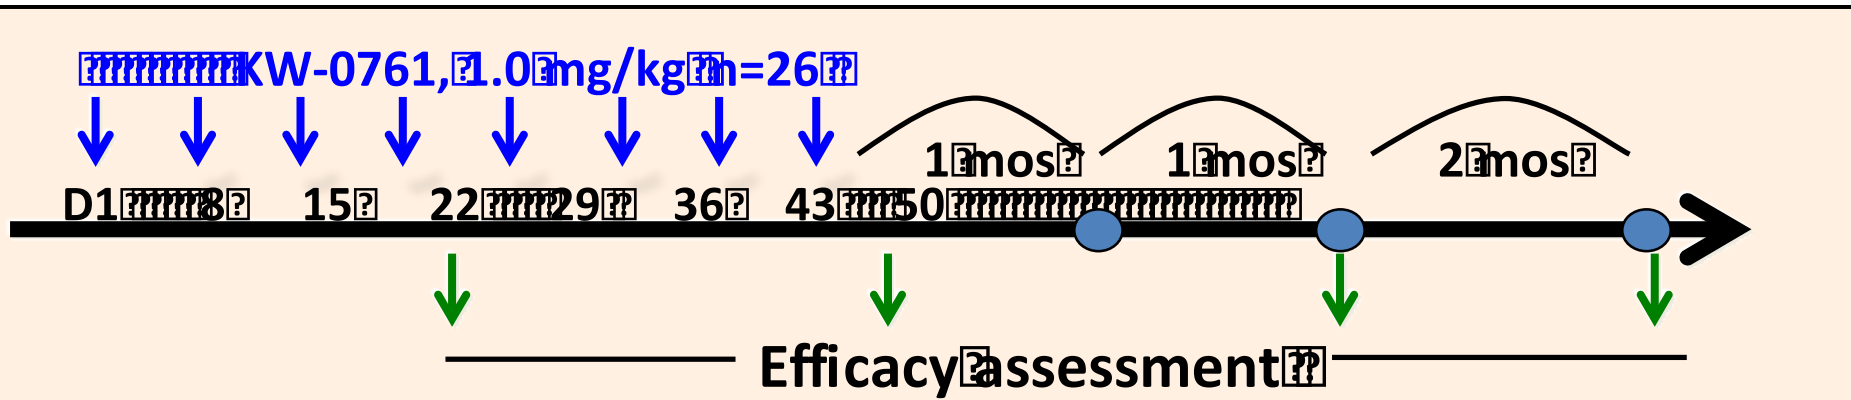 KW-0761, 1.0 mg/kg n=26
1 mos 1 mos 2 mos
D1 8 15 22 29 36 43 50
Efficacy assessment